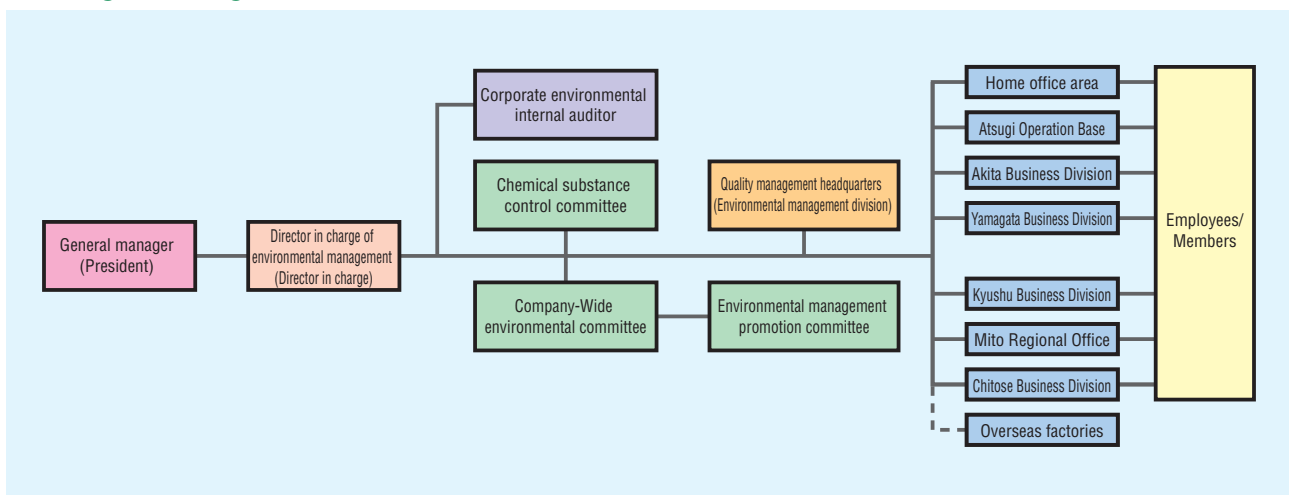 Corporate environmental
internal auditor
Chemical substance
control committee
Quality management headquarters
(Environmental management division)
General manager
(President)
Director in charge of
environmental management
(Director in charge)
Company-Wide
environmental committee
Environmental management
promotion committee
Home office area
Atsugi Operation Base
Akita Business Division
Yamagata Business Division
Kyushu Business Division
Mito Regional Office
Chitose Business Division
Overseas factories
Employees/
Members